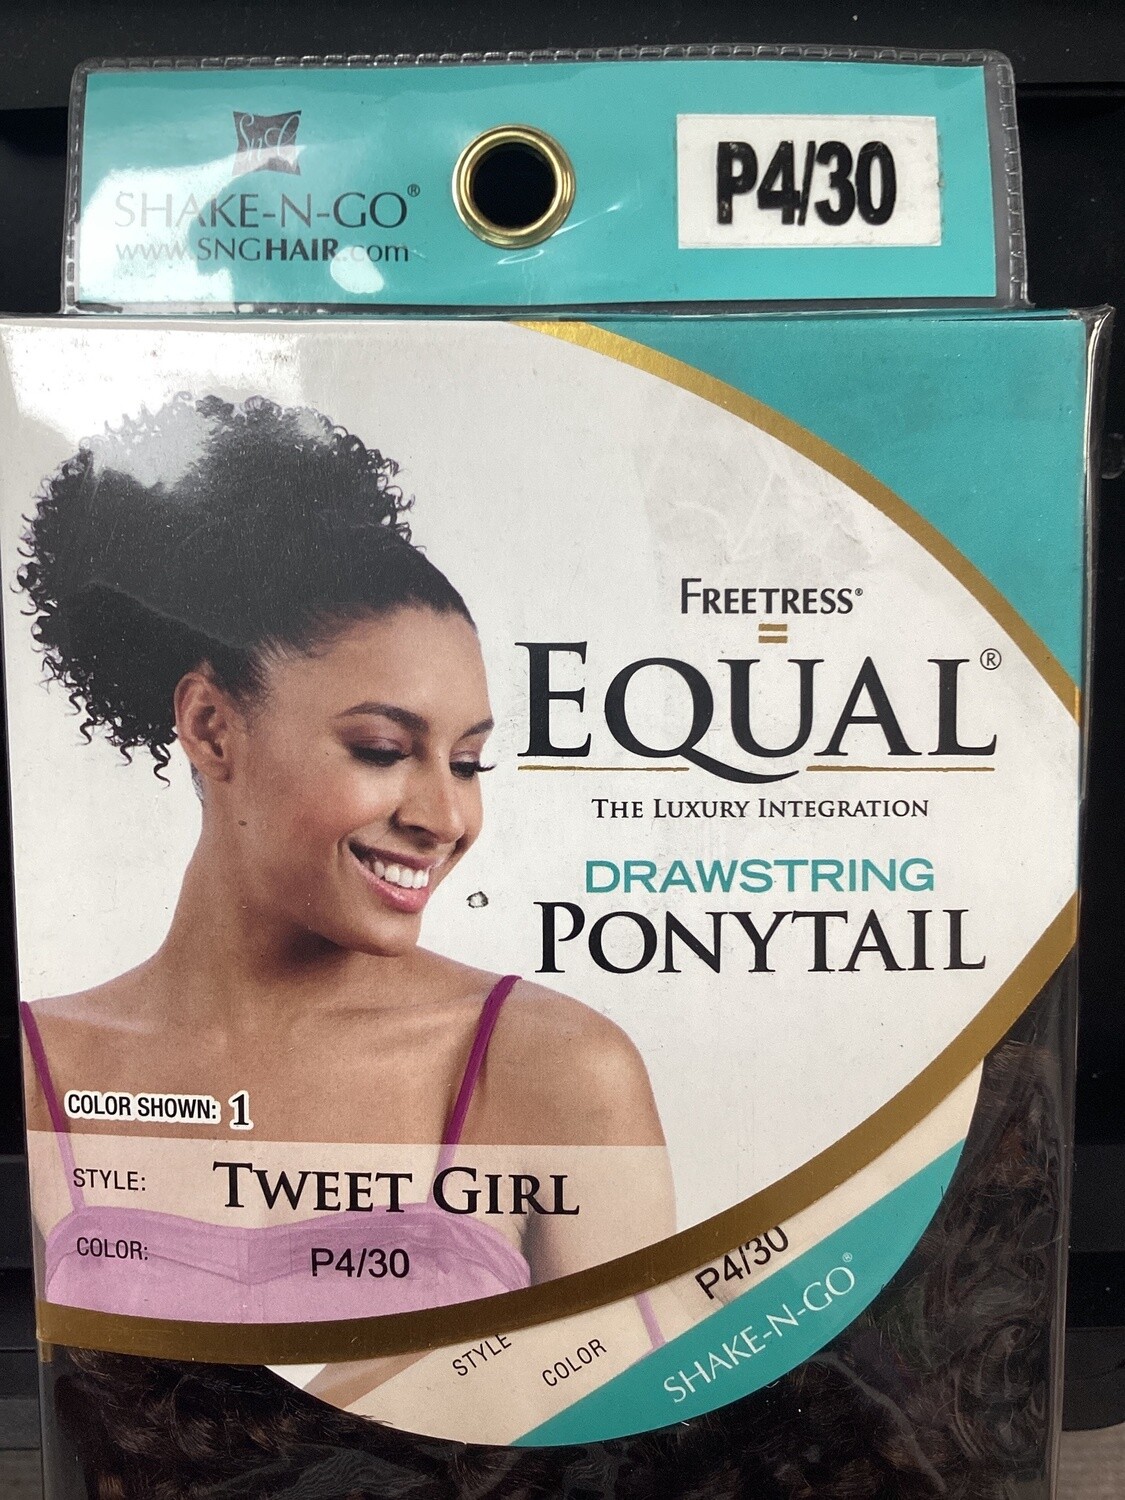 SnG
SHAKE-N-GO®
www.SNGHAIR.com
P4/30
FREETRESS®
=
EQUAL®
THE LUXURY INTEGRATION
DRAWSTRING
PONYTAIL
COLOR SHOWN: 1
STYLE: TWEET GIRL
COLOR: P4/30
P4/30
STYLE COLOR
SHAKE-N-GO®